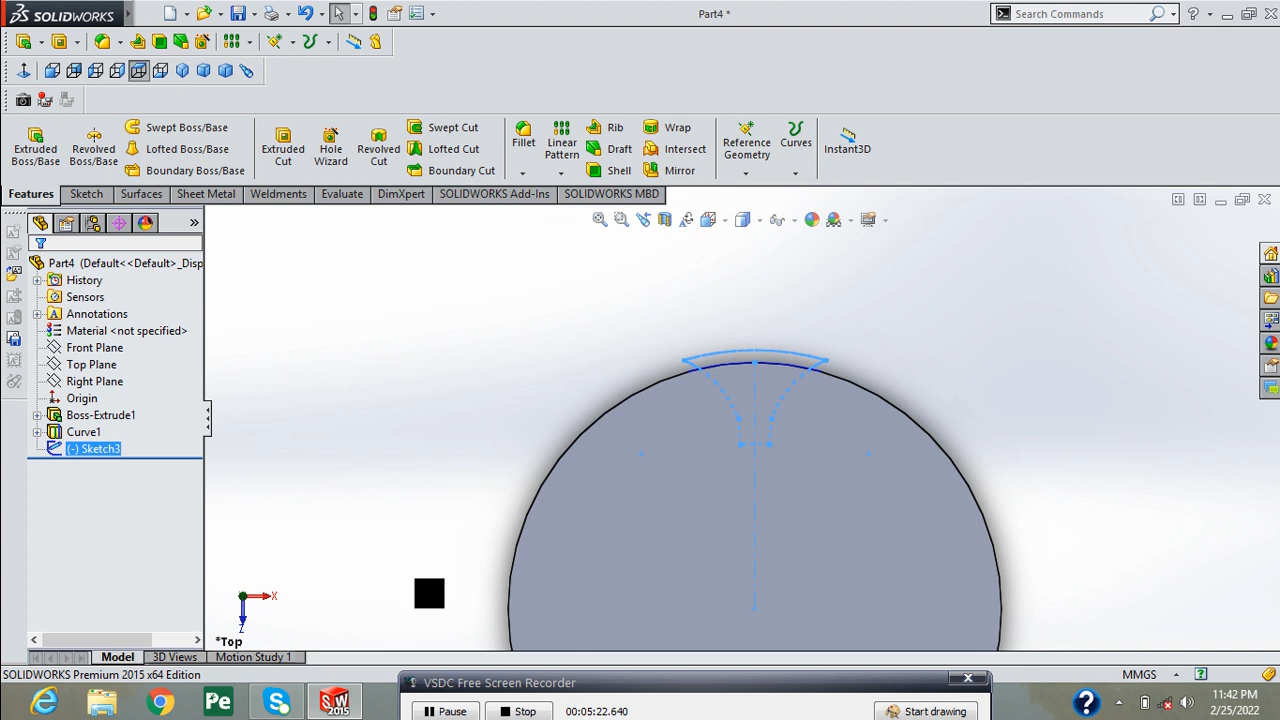 SOLIDWORKS
Part4 *
Search Commands
Extruded Boss/Base
Revolved Boss/Base
Swept Boss/Base
Lofted Boss/Base
Boundary Boss/Base
Extruded Cut
Hole Wizard
Revolved Cut
Swept Cut
Lofted Cut
Boundary Cut
Fillet
Linear Pattern
Rib
Draft
Shell
Wrap
Intersect
Mirror
Reference Geometry
Curves
Instant3D
Features Sketch Surfaces Sheet Metal Weldments Evaluate DimXpert SOLIDWORKS Add-Ins SOLIDWORKS MBD
Part4 (Default<<Default>_Disp
History
Sensors
Annotations
Material <not specified>
Front Plane
Top Plane
Right Plane
Origin
Boss-Extrude1
Curve1
(-) Sketch3
X
Z
*Top
Model 3D Views Motion Study 1
SOLIDWORKS Premium 2015 x64 Edition
MMGS
VSDC Free Screen Recorder
Pause Stop 00:05:22.640 Start drawing
Pe
SW 2015
11:42 PM
2/25/2022